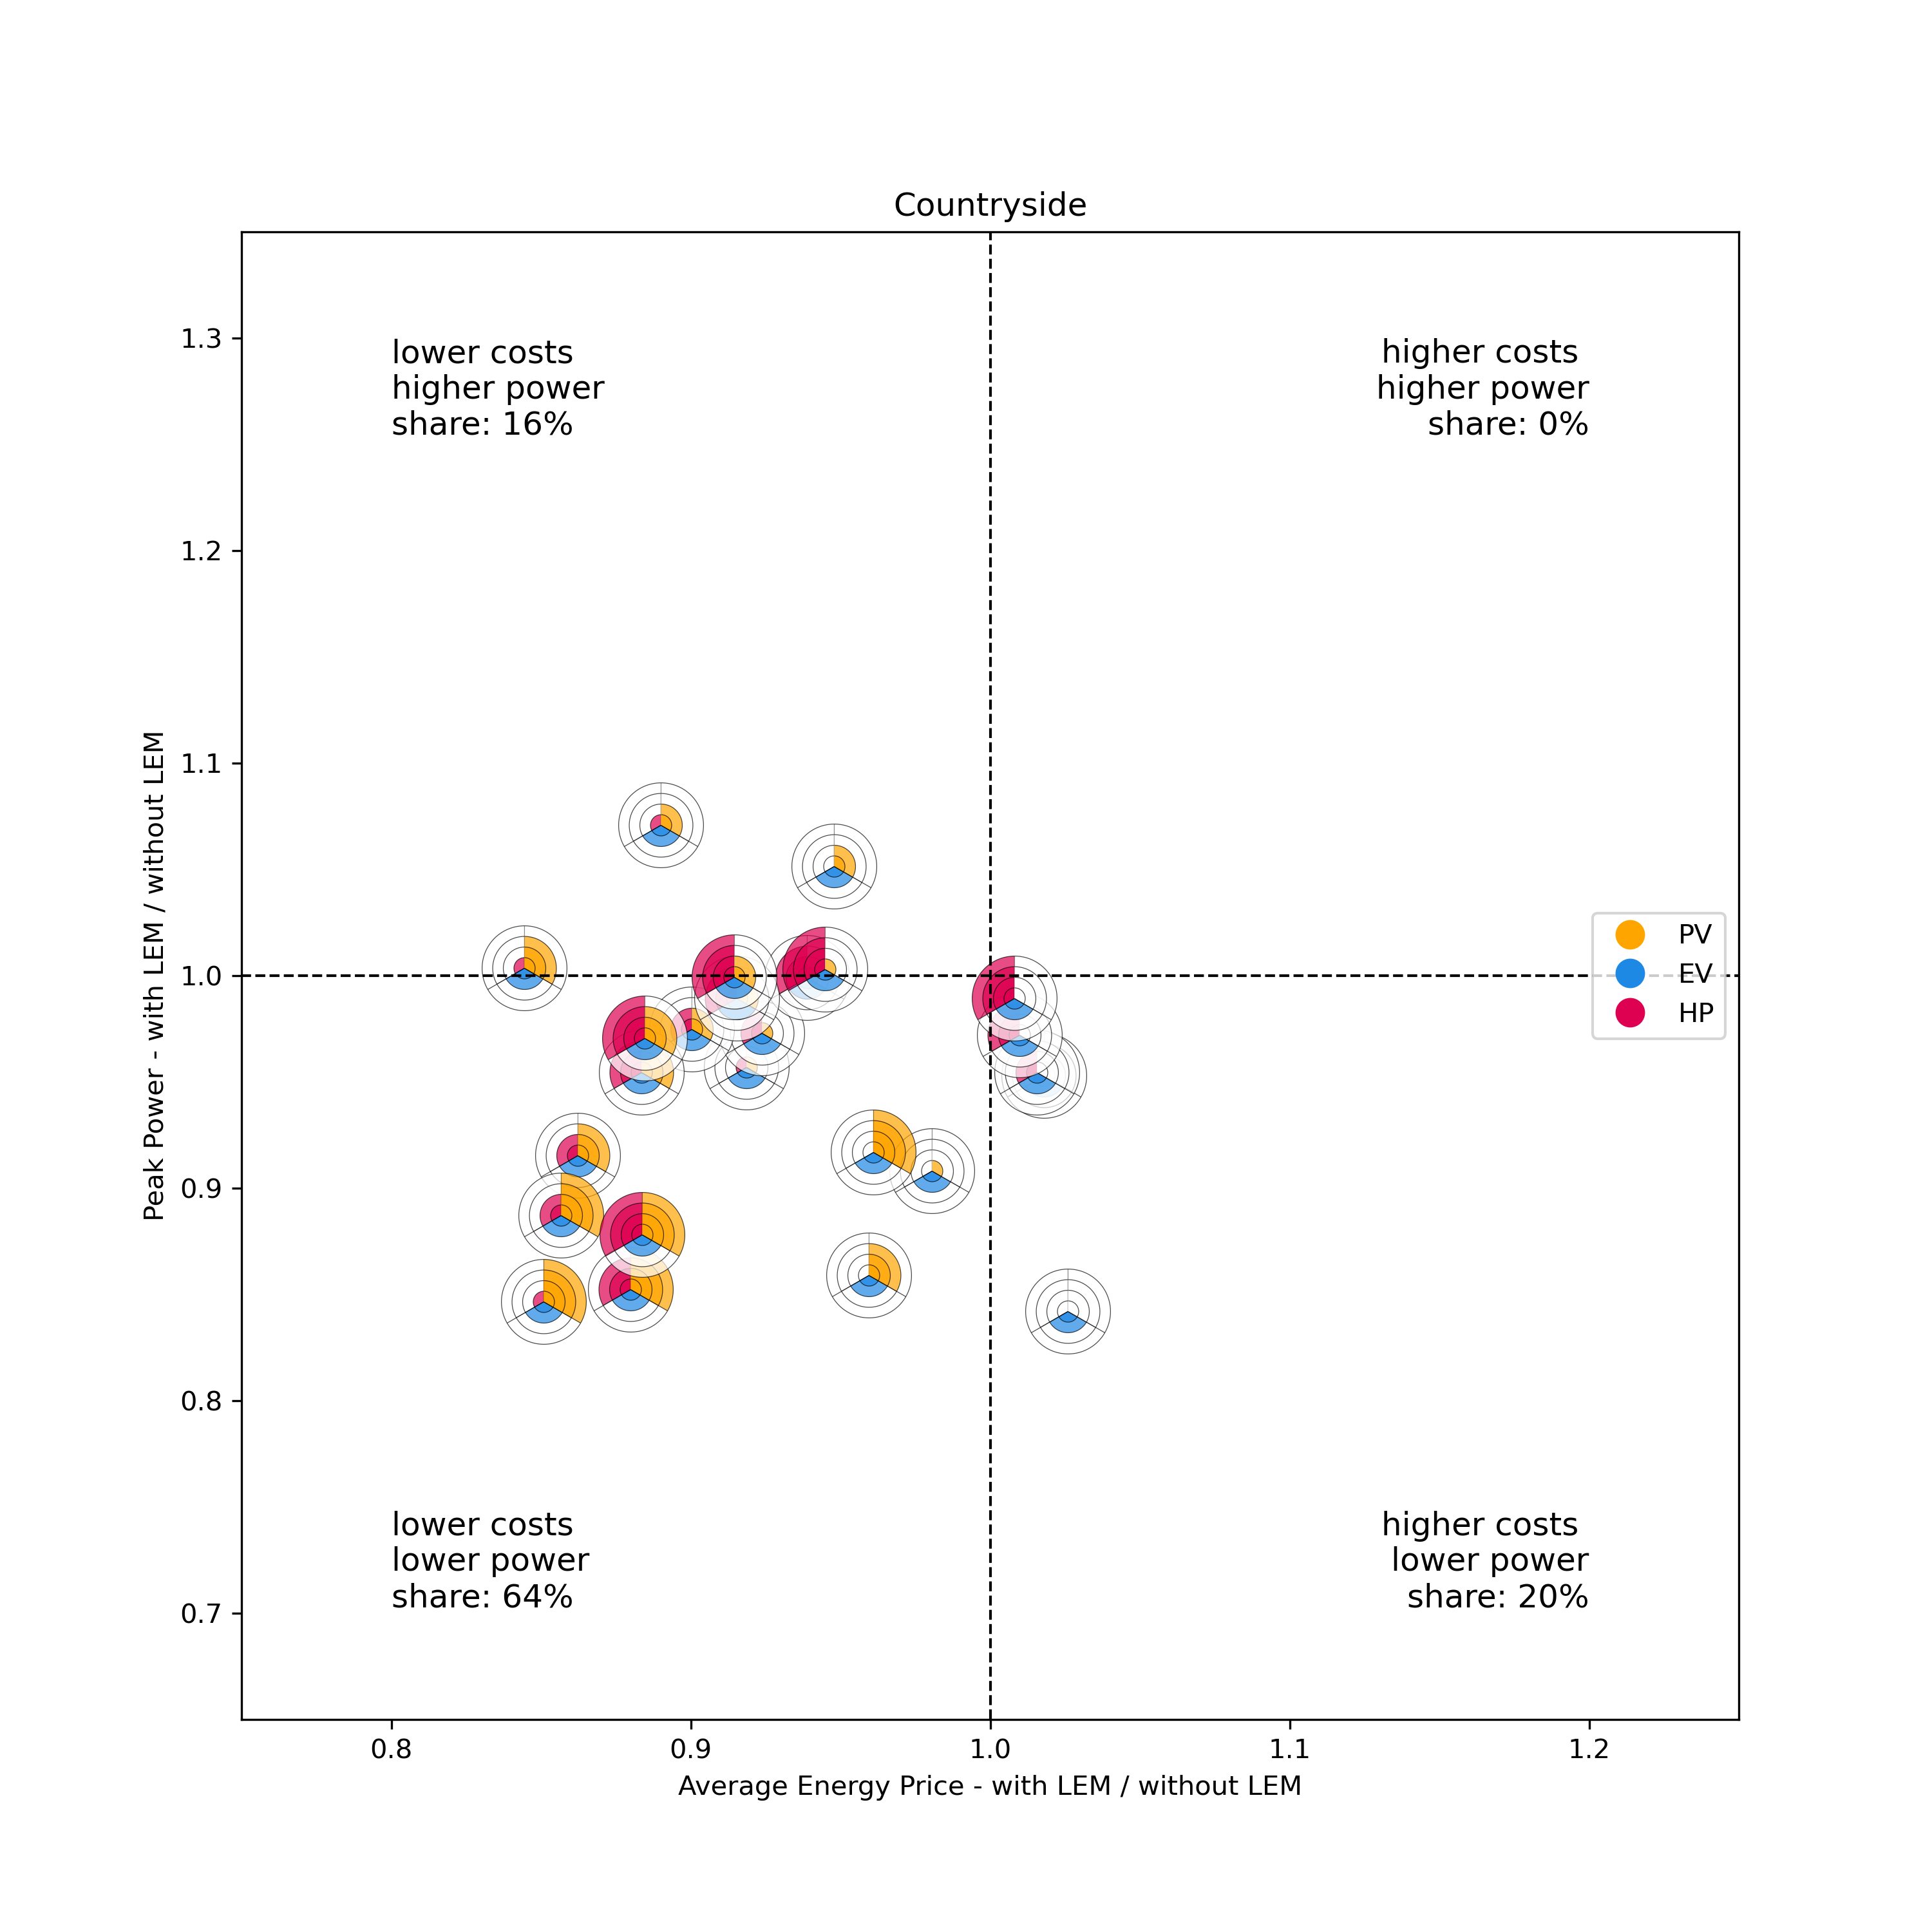 Countryside
lower costs
higher power
share: 16%
higher costs
higher power
share: 0%
1.3
1.2
1.1
1.0
0.9
0.8
0.7
Peak Power - with LEM / without LEM
PV
EV
HP
lower costs
lower power
share: 64%
higher costs
lower power
share: 20%
0.8
0.9
1.0
1.1
1.2
Average Energy Price - with LEM / without LEM